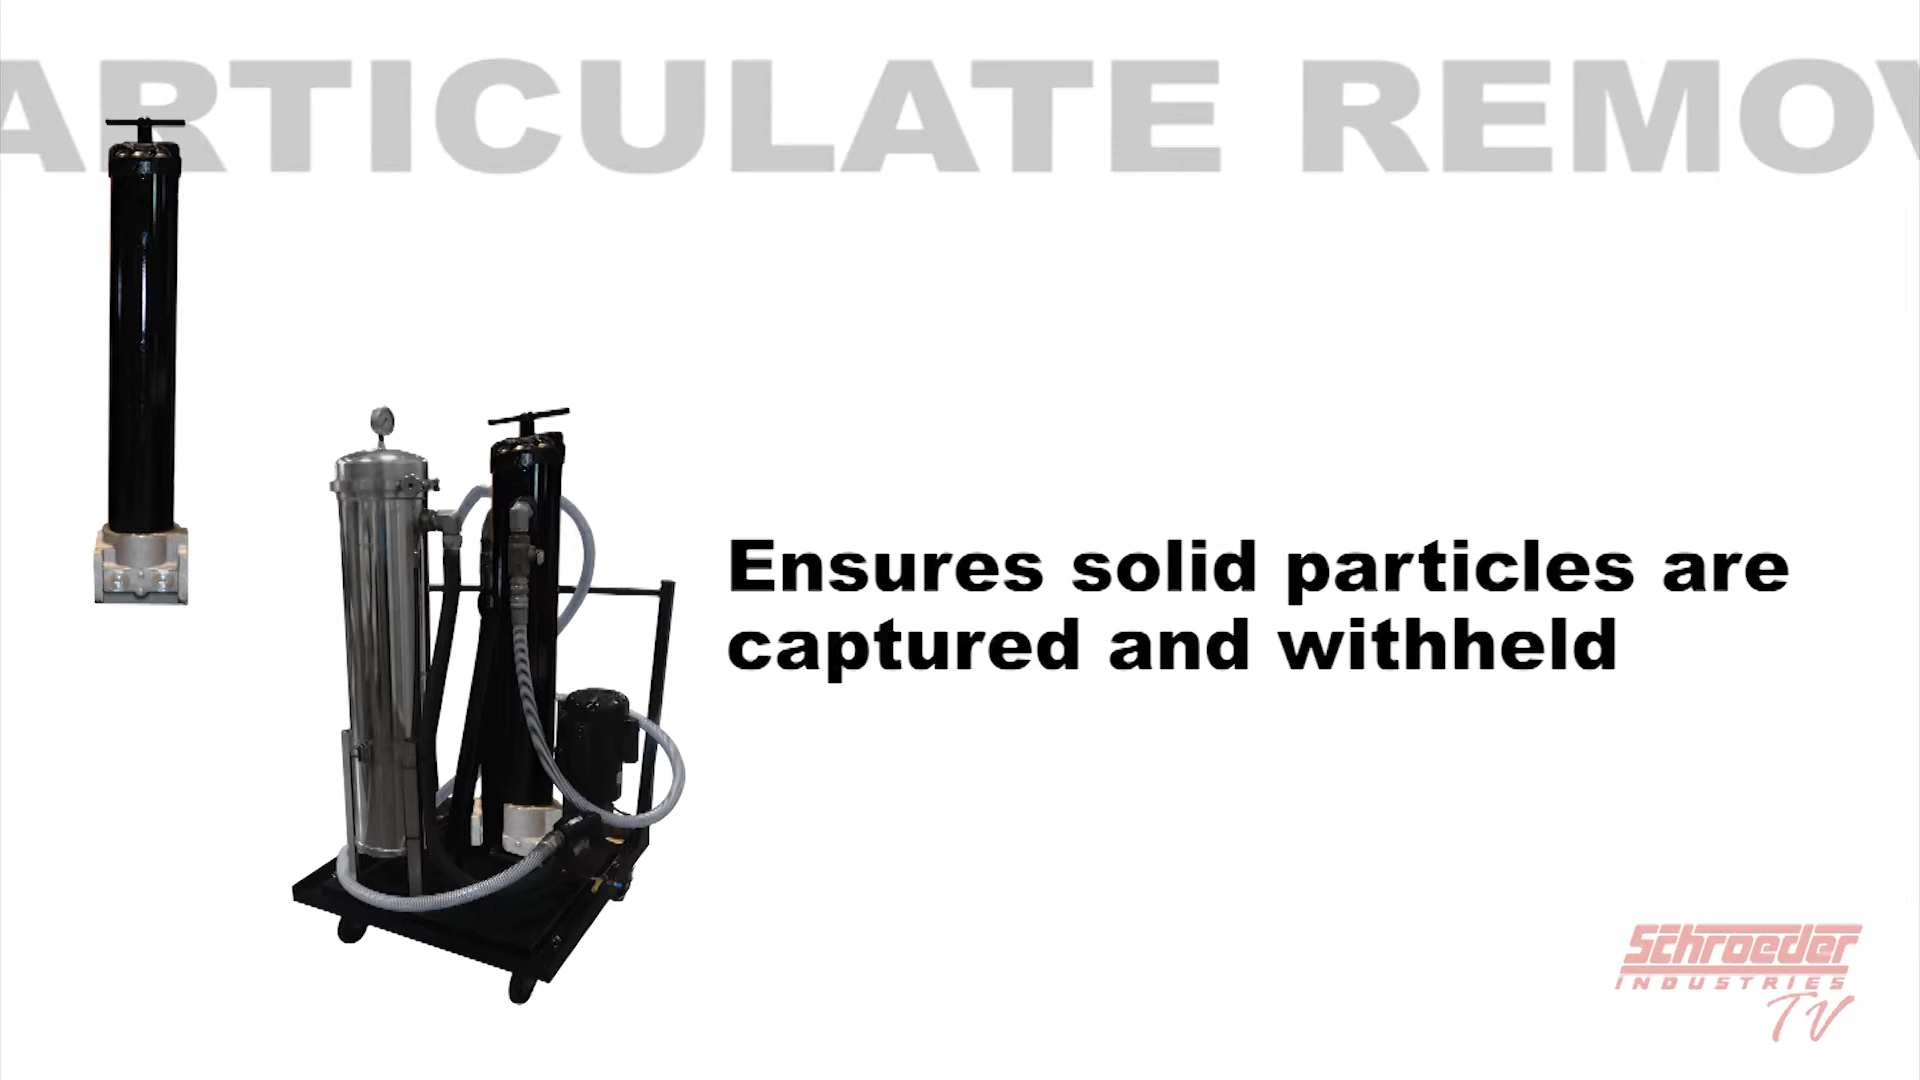 ARTICULATE REMOV
Ensures solid particles are
captured and withheld
Schroeder
INDUSTRIES
TV